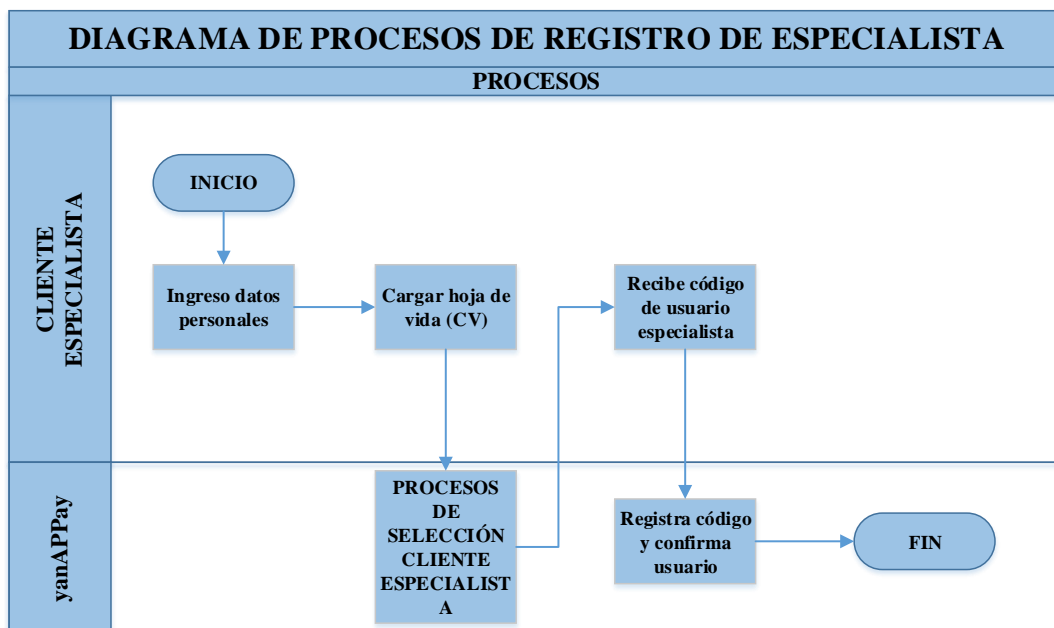 DIAGRAMA DE PROCESOS DE REGISTRO DE ESPECIALISTA
PROCESOS
CLIENTE
ESPECIALISTA
INICIO
Ingreso datos
personales
Cargar hoja de
vida (CV)
Recibe código
de usuario
especialista
yanAPPay
PROCESOS
DE
SELECCIÓN
CLIENTE
ESPECIALIST
A
Registra código
y confirma
usuario
FIN